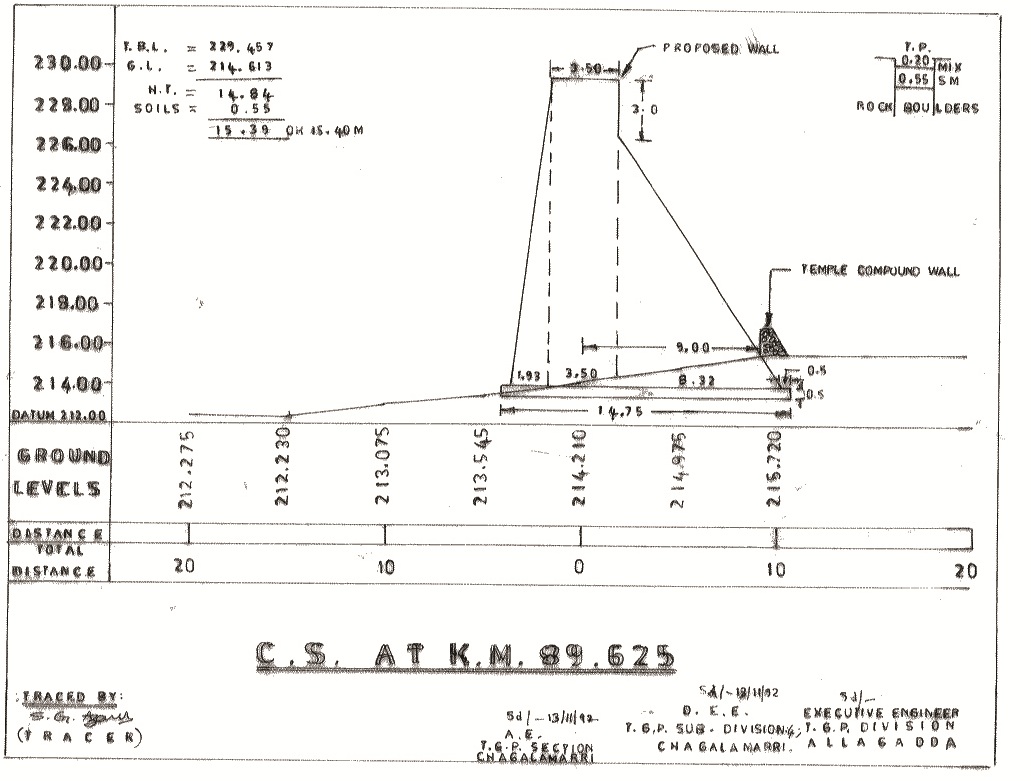 T.B.L. = 229.457
G.L. = 214.613
HT. = 14.84
SOILS = 0.55
15.39 OR 15.40M
PROPOSED WALL
3.50
3.0
T.P.
0.20 MIX
0.55 SM
ROCK BOULDERS
230.00
228.00
226.00
224.00
222.00
220.00
218.00
216.00
214.00
DATUM 212.00
TEMPLE COMPOUND WALL
9.00
1.93 3.50 8.32
0.5
0.5
14.75
GROUND LEVELS
212.275 212.230 213.075 213.545 214.210 214.975 215.720
DISTANCE
TOTAL
DISTANCE
20 10 0 10 20
C.S. AT K.M. 89.625
TRACED BY:
(TRACER)
Sd/-13/11/92
A.E.
T.G.P. SECTION
CHAGALAMARRI
Sd/-13/11/92
D.E.E.
T.G.P. SUB-DIVISION
CHAGALAMARRI.
Sd/-
EXECUTIVE ENGINEER
T.G.P. DIVISION
ALLAGADDA